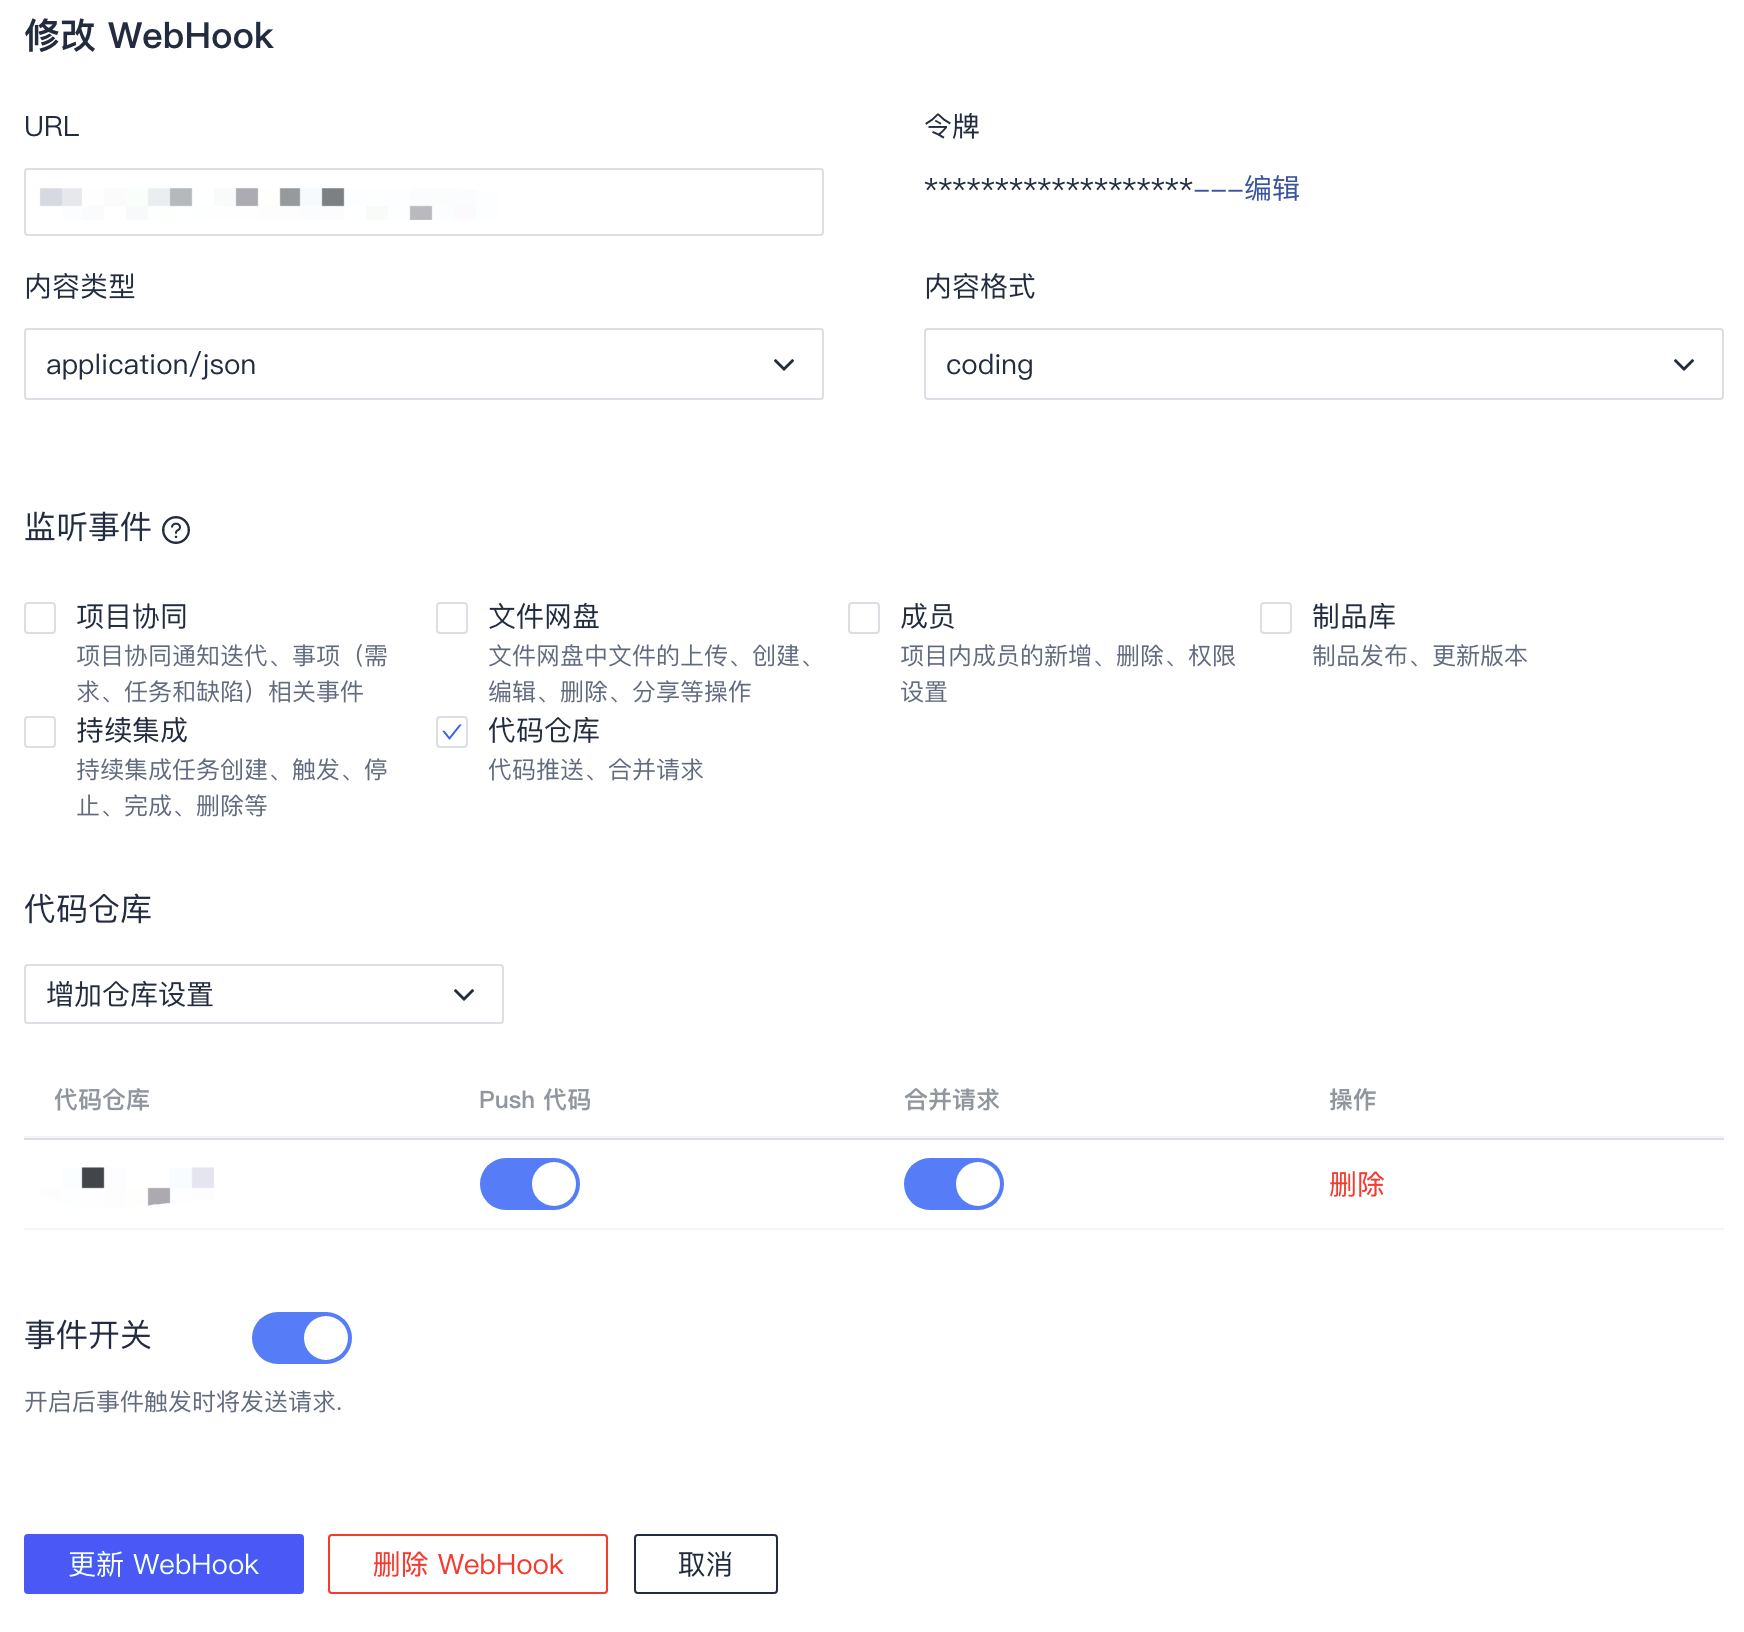 修改 WebHook
URL
令牌
*******************---编辑
内容类型
内容格式
application/json
coding
监听事件 ?
项目协同
项目协同通知迭代、事项（需
求、任务和缺陷）相关事件
文件网盘
文件网盘中文件的上传、创建、
编辑、删除、分享等操作
成员
项目内成员的新增、删除、权限
设置
制品库
制品发布、更新版本
持续集成
持续集成任务创建、触发、停
止、完成、删除等
代码仓库
代码推送、合并请求
代码仓库
增加仓库设置
代码仓库
Push 代码
合并请求
操作
删除
事件开关
开启后事件触发时将发送请求.
更新 WebHook
删除 WebHook
取消